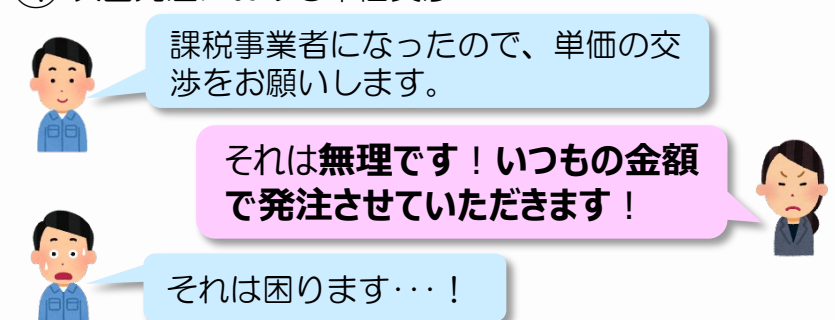 課税事業者になったので、単価の交
渉をお願いします。
それは無理です！いつもの金額
で発注させていただきます！
それは困ります･･･！